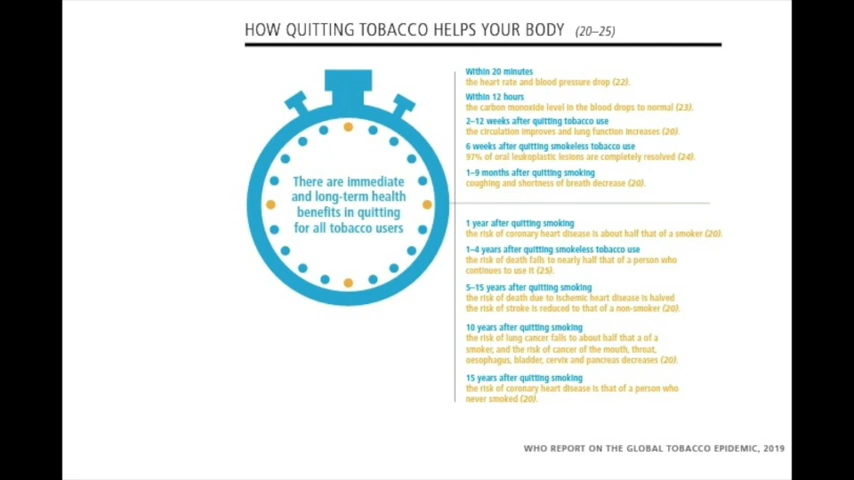 HOW QUITTING TOBACCO HELPS YOUR BODY (20–25)
There are immediate
and long-term health
benefits in quitting
for all tobacco users
Within 20 minutes
the heart rate and blood pressure drop (22).
Within 12 hours
the carbon monoxide level in the blood drops to normal (23).
2–12 weeks after quitting tobacco use
the circulation improves and lung function increases (20).
6 weeks after quitting smokeless tobacco use
97% of oral leukoplastic lesions are completely resolved (24).
1–9 months after quitting smoking
coughing and shortness of breath decrease (20).
1 year after quitting smoking
the risk of coronary heart disease is about half that of a smoker (20).
1–4 years after quitting smokeless tobacco use
the risk of death falls to nearly half that of a person who
continues to use it (25).
5–15 years after quitting smoking
the risk of death due to ischemic heart disease is halved
the risk of stroke is reduced to that of a non-smoker (20).
10 years after quitting smoking
the risk of lung cancer falls to about half that of a
smoker, and the risk of cancer of the mouth, throat,
oesophagus, bladder, cervix and pancreas decreases (20).
15 years after quitting smoking
the risk of coronary heart disease is that of a person who
never smoked (20).
WHO REPORT ON THE GLOBAL TOBACCO EPIDEMIC, 2019